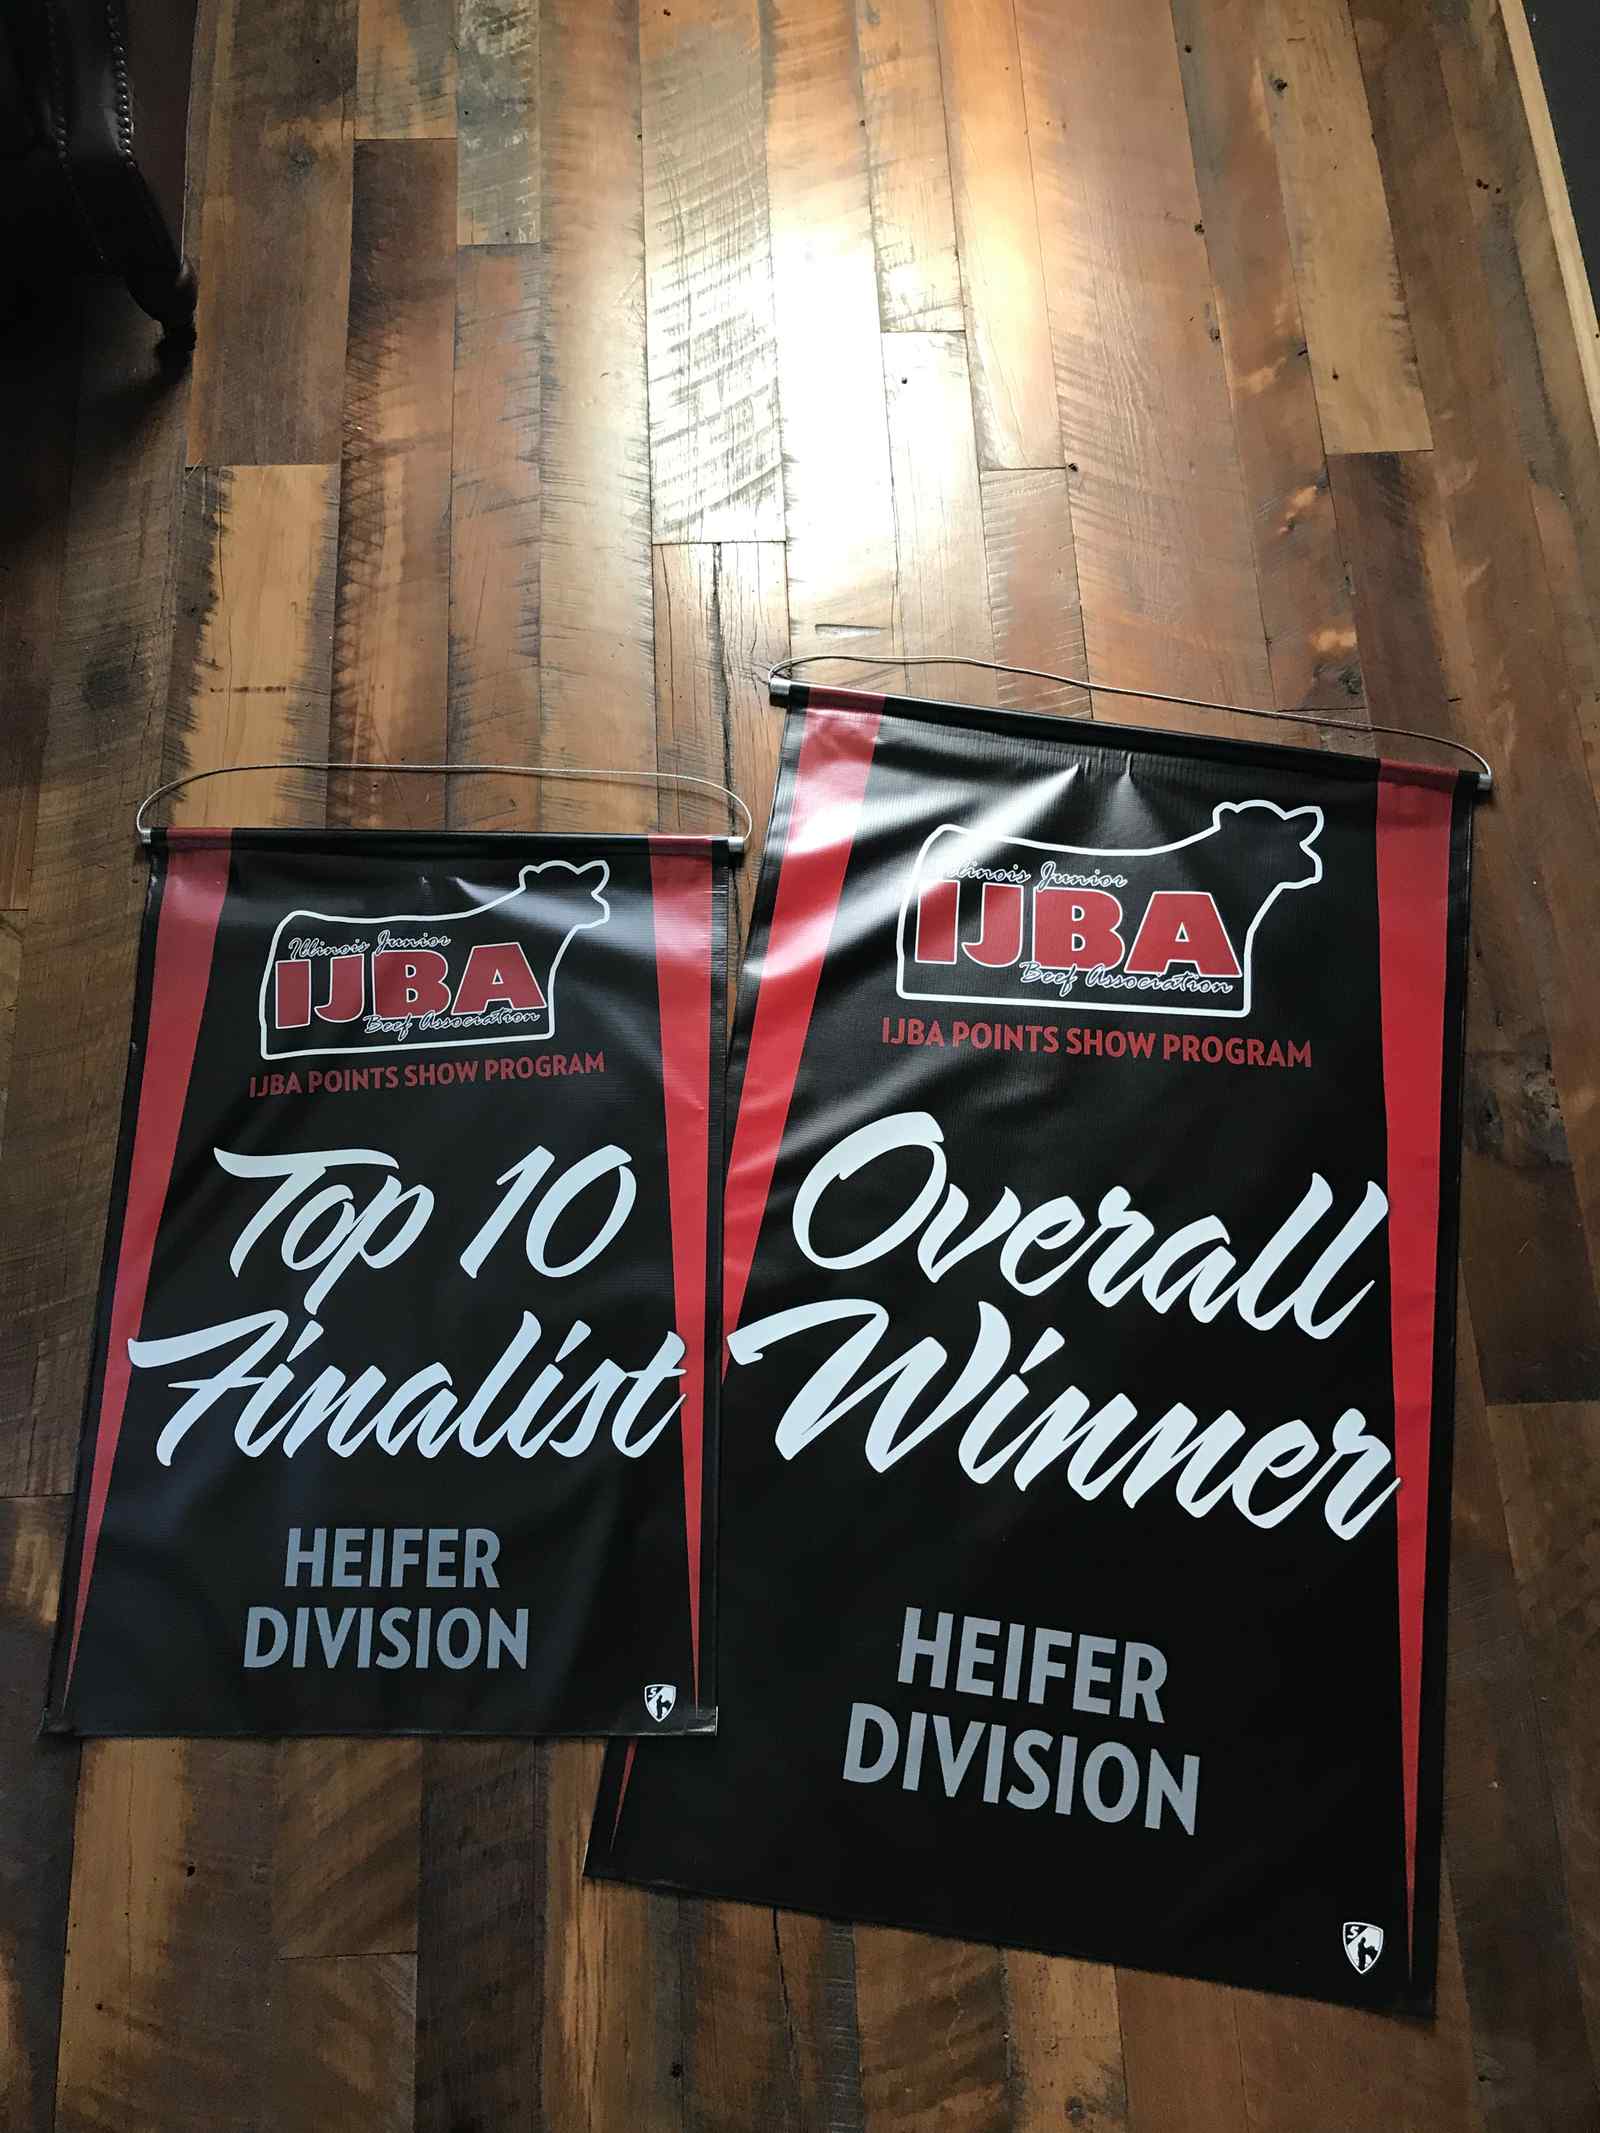 Illinois Junior
IJBA
Beef Association
IJBA POINTS SHOW PROGRAM
Top 10
Finalist
HEIFER
DIVISION
S
Illinois Junior
IJBA
Beef Association
IJBA POINTS SHOW PROGRAM
Overall
Winner
HEIFER
DIVISION
S